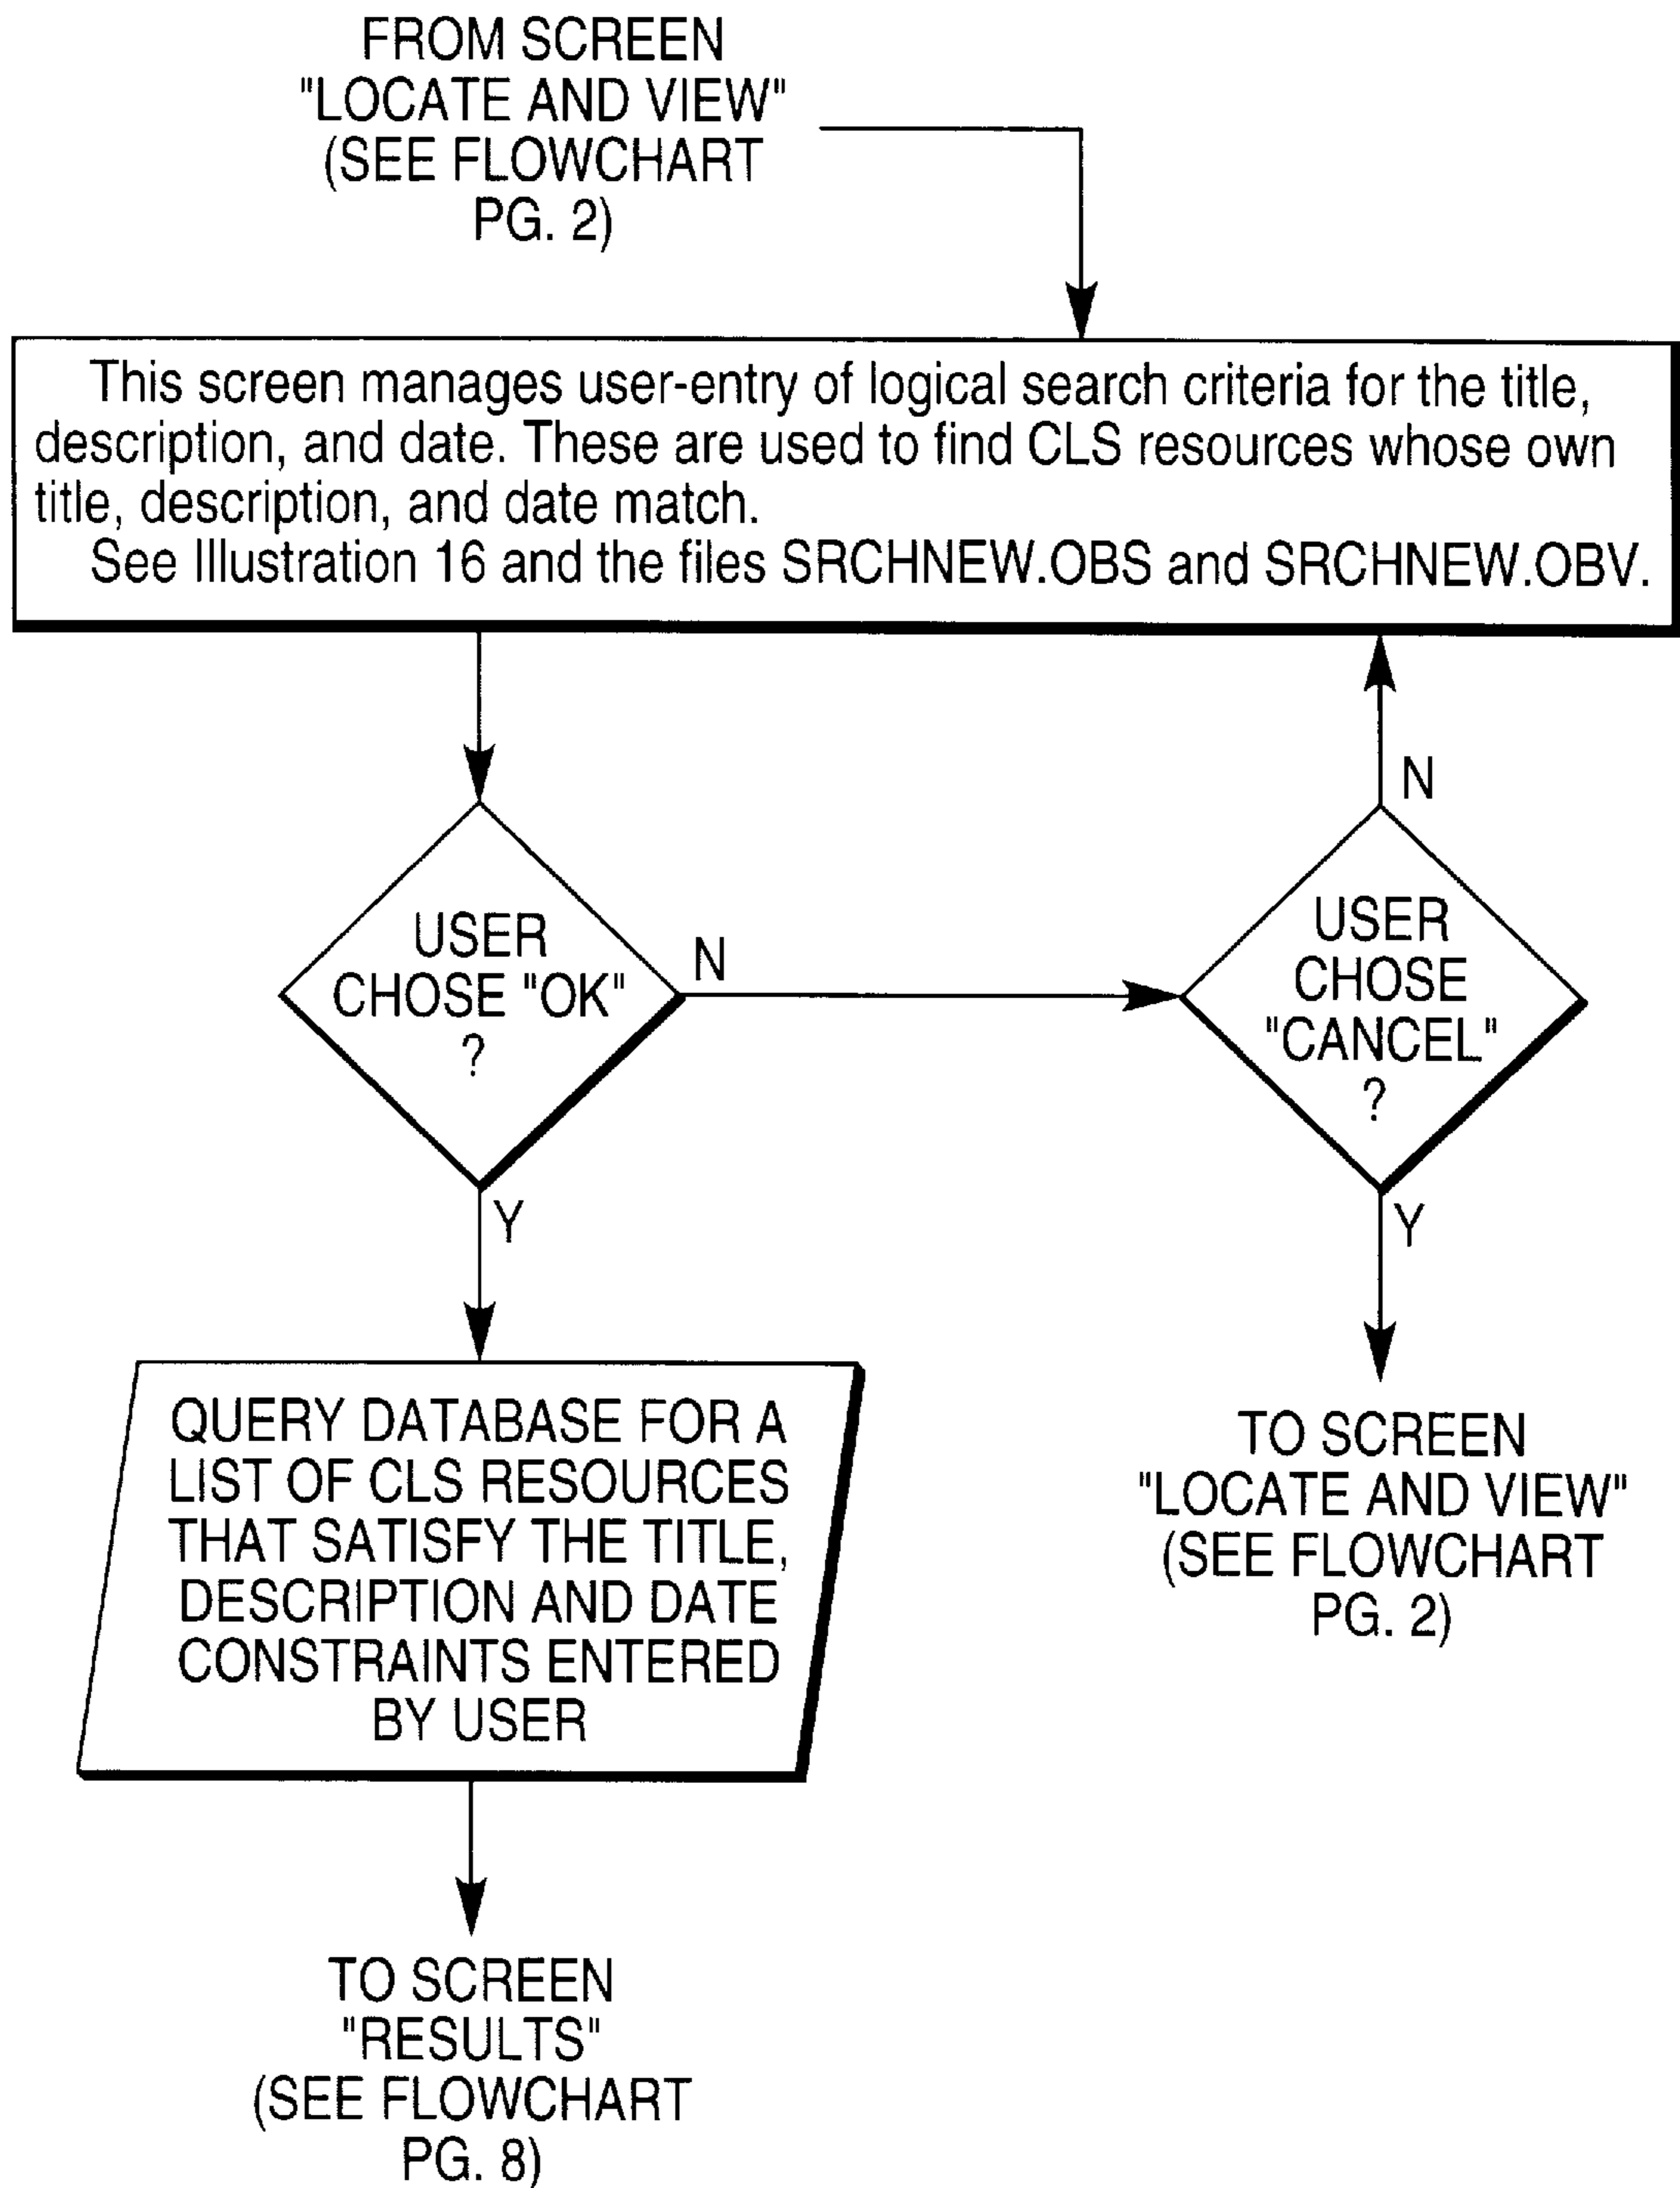 FROM SCREEN
"LOCATE AND VIEW"
(SEE FLOWCHART
PG. 2)
This screen manages user-entry of logical search criteria for the title,
description, and date. These are used to find CLS resources whose own
title, description, and date match.
See Illustration 16 and the files SRCHNEW.OBS and SRCHNEW.OBV.
USER
CHOSE "OK"
?
N
Y
USER
CHOSE
"CANCEL"
?
N
Y
QUERY DATABASE FOR A
LIST OF CLS RESOURCES
THAT SATISFY THE TITLE,
DESCRIPTION AND DATE
CONSTRAINTS ENTERED
BY USER
TO SCREEN
"LOCATE AND VIEW"
(SEE FLOWCHART
PG. 2)
TO SCREEN
"RESULTS"
(SEE FLOWCHART
PG. 8)